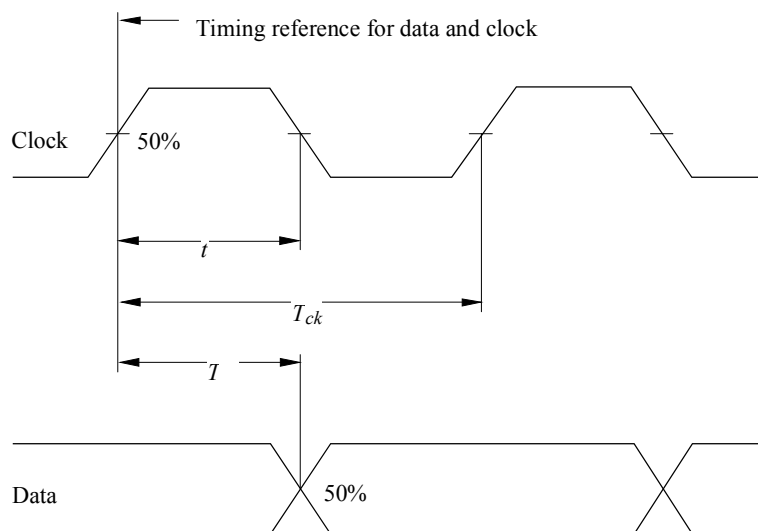 Timing reference for data and clock
Clock
50%
t
Tck
T
Data
50%